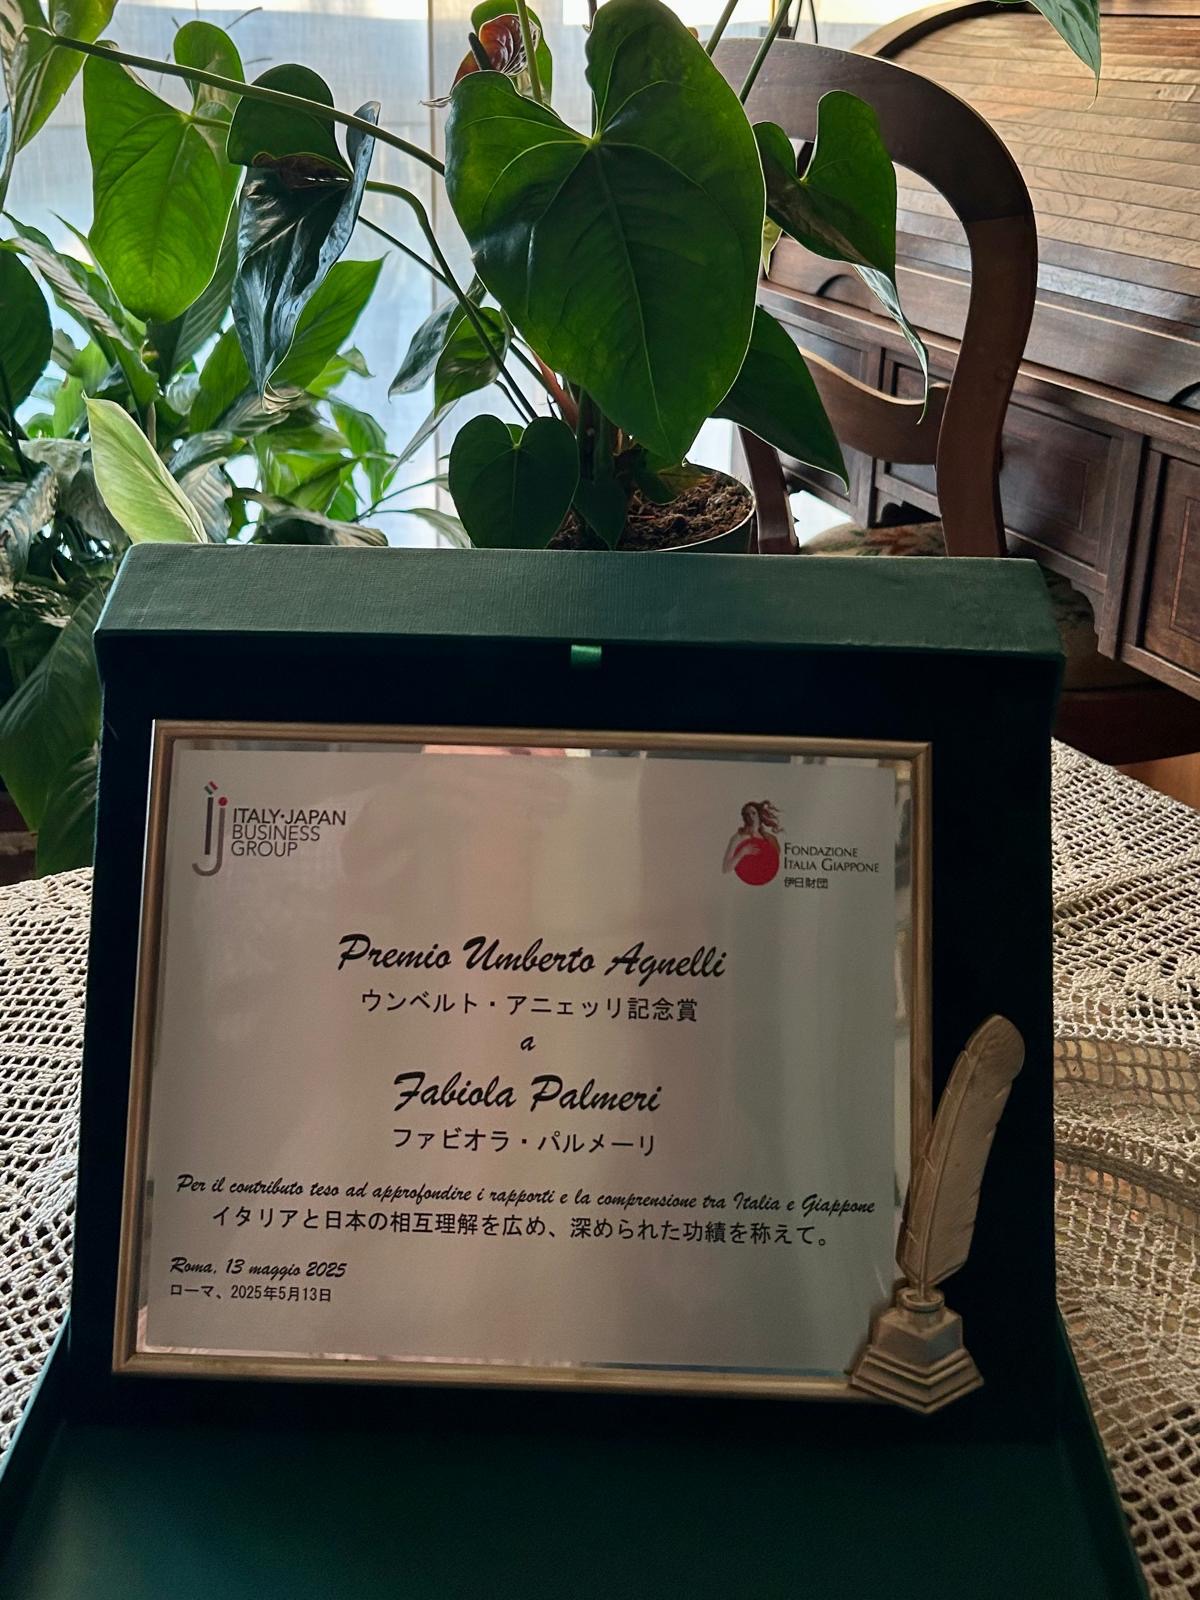 ITALY·JAPAN
BUSINESS
GROUP
FONDAZIONE
ITALIA GIAPPONE
伊日財団
Premio Umberto Agnelli
ウンベルト・アニェッリ記念賞
a
Fabiola Palmeri
ファビオラ・パルメーリ
Per il contributo teso ad approfondire i rapporti e la comprensione tra Italia e Giappone
イタリアと日本の相互理解を広め、深められた功績を称えて。
Roma, 13 maggio 2025
ローマ、2025年5月13日